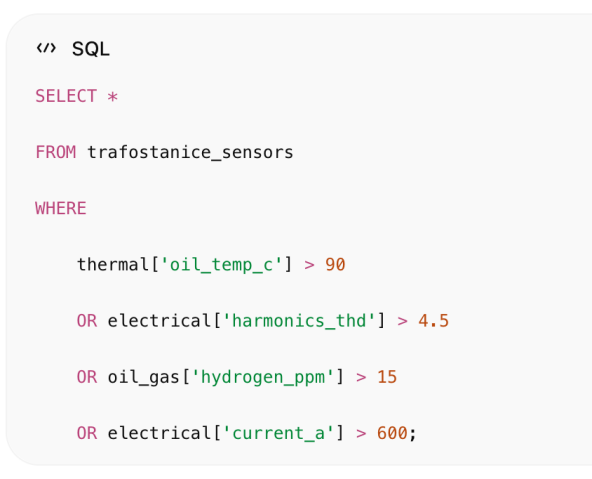 </> SQL
SELECT *
FROM trafostanice_sensors
WHERE
thermal['oil_temp_c'] > 90
OR electrical['harmonics_thd'] > 4.5
OR oil_gas['hydrogen_ppm'] > 15
OR electrical['current_a'] > 600;